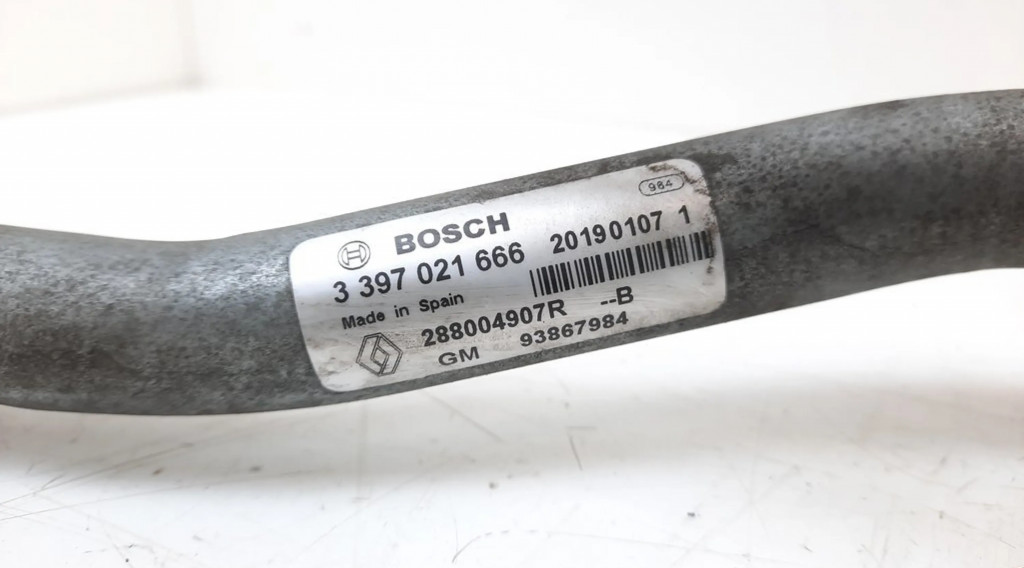 984
BOSCH
3 397 021 666 20190107 1
Made in Spain
288004907R --B
GM 93867984